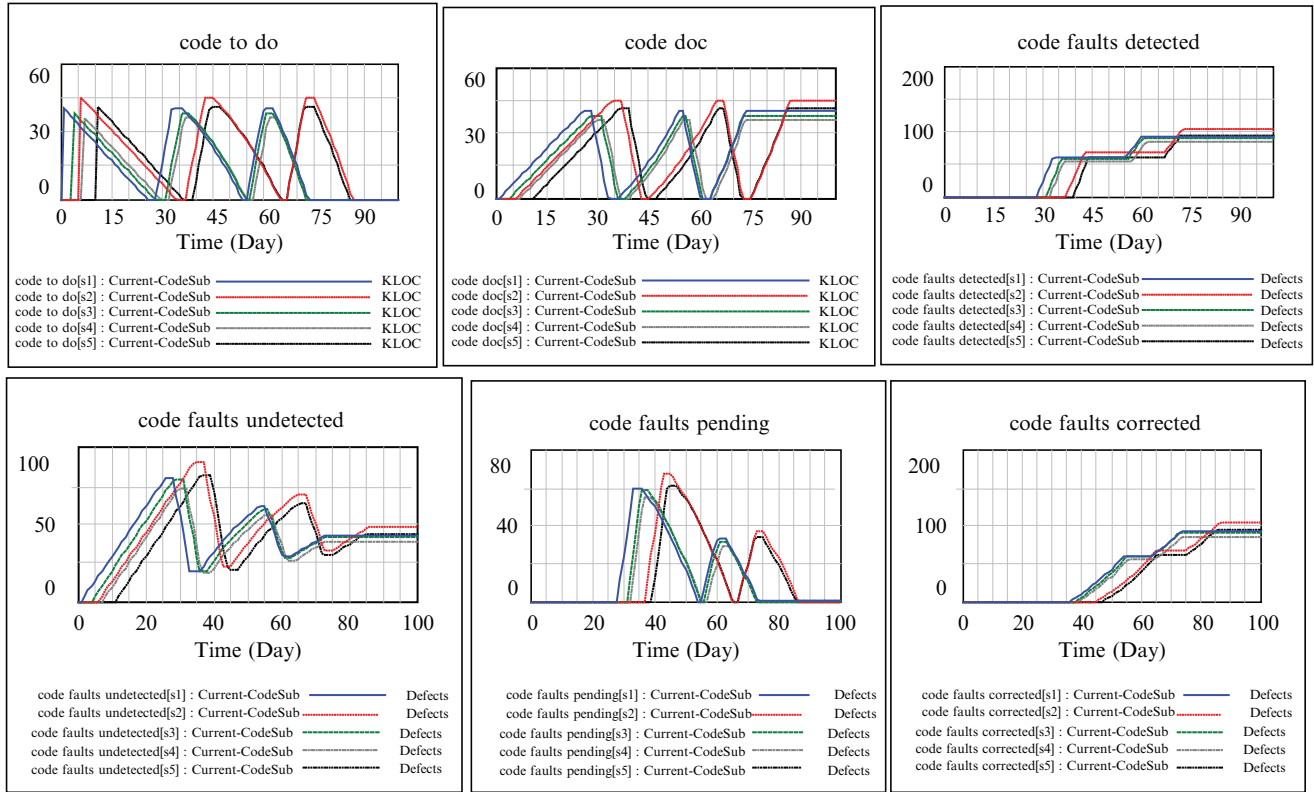 code to do
60
30
0
0 15 30 45 60 75 90
Time (Day)
code to do[s1] : Current-CodeSub KLOC
code to do[s2] : Current-CodeSub KLOC
code to do[s3] : Current-CodeSub KLOC
code to do[s4] : Current-CodeSub KLOC
code to do[s5] : Current-CodeSub KLOC
code doc
60
30
0
0 15 30 45 60 75 90
Time (Day)
code doc[s1] : Current-CodeSub KLOC
code doc[s2] : Current-CodeSub KLOC
code doc[s3] : Current-CodeSub KLOC
code doc[s4] : Current-CodeSub KLOC
code doc[s5] : Current-CodeSub KLOC
code faults detected
200
100
0
0 15 30 45 60 75 90
Time (Day)
code faults detected[s1] : Current-CodeSub Defects
code faults detected[s2] : Current-CodeSub Defects
code faults detected[s3] : Current-CodeSub Defects
code faults detected[s4] : Current-CodeSub Defects
code faults detected[s5] : Current-CodeSub Defects
code faults undetected
100
50
0
0 20 40 60 80 100
Time (Day)
code faults undetected[s1] : Current-CodeSub Defects
code faults undetected[s2] : Current-CodeSub Defects
code faults undetected[s3] : Current-CodeSub Defects
code faults undetected[s4] : Current-CodeSub Defects
code faults undetected[s5] : Current-CodeSub Defects
code faults pending
80
40
0
0 20 40 60 80 100
Time (Day)
code faults pending[s1] : Current-CodeSub Defects
code faults pending[s2] : Current-CodeSub Defects
code faults pending[s3] : Current-CodeSub Defects
code faults pending[s4] : Current-CodeSub Defects
code faults pending[s5] : Current-CodeSub Defects
code faults corrected
200
100
0
0 20 40 60 80 100
Time (Day)
code faults corrected[s1] : Current-CodeSub Defects
code faults corrected[s2] : Current-CodeSub Defects
code faults corrected[s3] : Current-CodeSub Defects
code faults corrected[s4] : Current-CodeSub Defects
code faults corrected[s5] : Current-CodeSub Defects